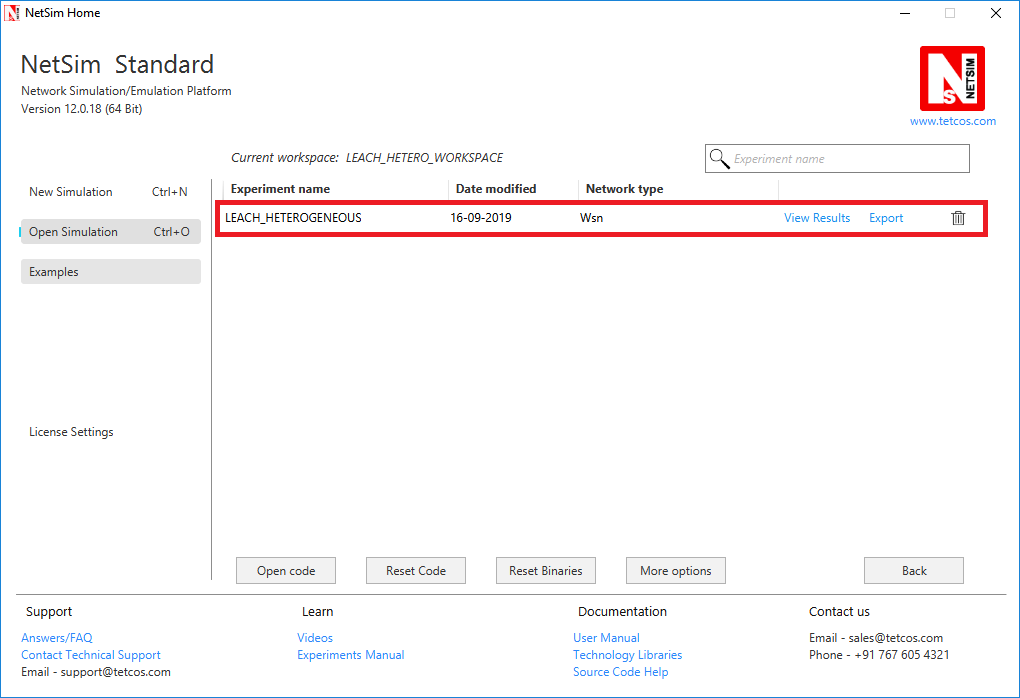 NetSim Home
NetSim Standard
Network Simulation/Emulation Platform
Version 12.0.18 (64 Bit)
N
S
NETSIM
www.tetcos.com
Current workspace: LEACH_HETERO_WORKSPACE
Experiment name
New Simulation Ctrl+N
Open Simulation Ctrl+O
Examples
License Settings
Experiment name Date modified Network type
LEACH_HETEROGENEOUS 16-09-2019 Wsn View Results Export
Open code Reset Code Reset Binaries More options Back
Support
Answers/FAQ
Contact Technical Support
Email - support@tetcos.com
Learn
Videos
Experiments Manual
Documentation
User Manual
Technology Libraries
Source Code Help
Contact us
Email - sales@tetcos.com
Phone - +91 767 605 4321